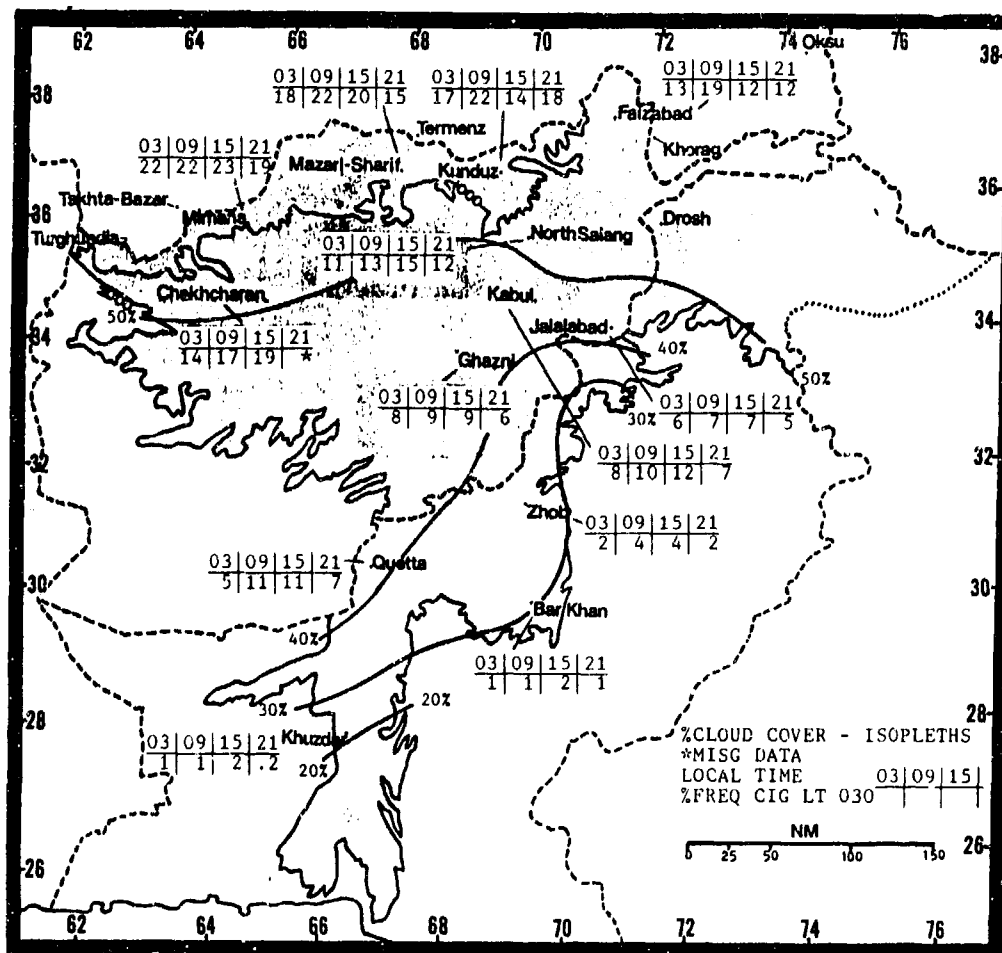 62 64 66 68 70 72 74 76 78
Oksu
38
03 09 15 21
18 22 20 15
03 09 15 21
17 22 14 18
03 09 15 21
13 19 12 12
Faizabad
Termenz
Khorag
03 09 15 21
22 22 23 19
Mazari-Sharif
Kunduz
38
36
Takhta-Bazar
Mirhana
Drosh
Turghundia
North Salang
36
03 09 15 21
11 13 15 12
Chekhcharan
Kabul
50%
34
Jalalabad
03 09 15 21
14 17 19 *
Ghazni
40%
50%
34
03 09 15 21
8 9 9 6
30%
03 09 15 21
6 7 7 5
32
03 09 15 21
8 10 12 7
32
Zhob
03 09 15 21
2 4 4 2
03 09 15 21
5 11 11 7
Quetta
30
30
Bar Khan
40%
03 09 15 21
1 1 2 1
30%
20%
28
28
03 09 15 21
1 1 2 .2
Khuzdar
20%
%CLOUD COVER - ISOPLETHS
*MISG DATA
LOCAL TIME 03 09 15
%FREQ CIG LT 030
NM
0 25 50 100 150
26
26
62 64 66 68 70 72 74 76